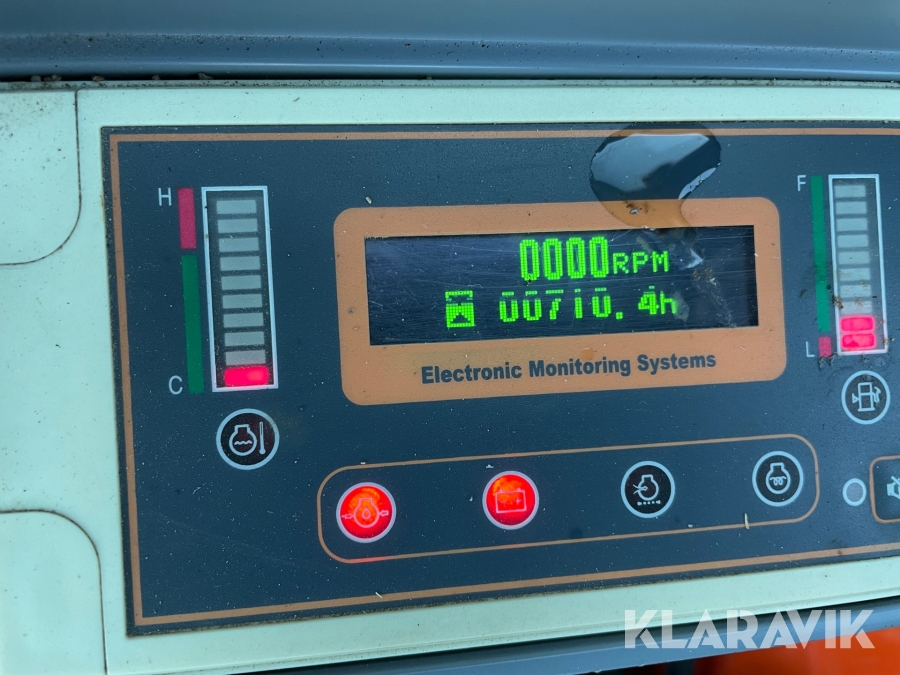 H
F
0000RPM
00710.4h
L
C
Electronic Monitoring Systems
KLARAVIK